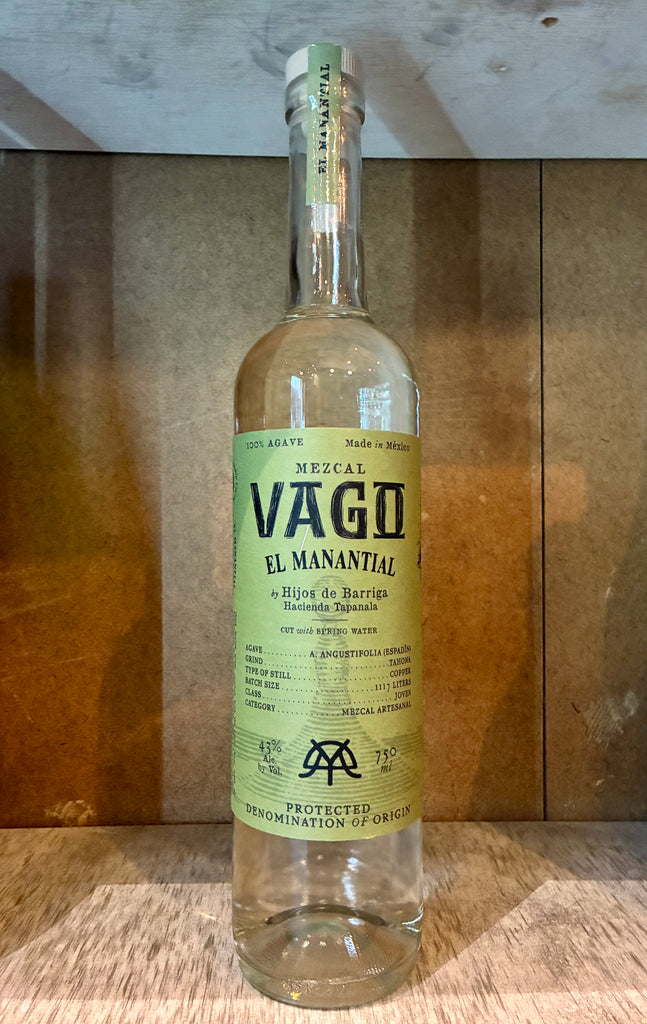 EL MANANTIAL
100% AGAVE Made in México
MEZCAL
VAGO
EL MANANTIAL
by Hijos de Barriga
Hacienda Tapanala
CUT with SPRING WATER
AGAVE A. ANGUSTIFOLIA (ESPADÍN)
GRIND TAHONA
TYPE OF STILL COPPER
BATCH SIZE 1117 LITERS
CLASS JOVEN
CATEGORY MEZCAL ARTESANAL
43%
Alc.
by Vol.
750
ml
PROTECTED
DENOMINATION OF ORIGIN